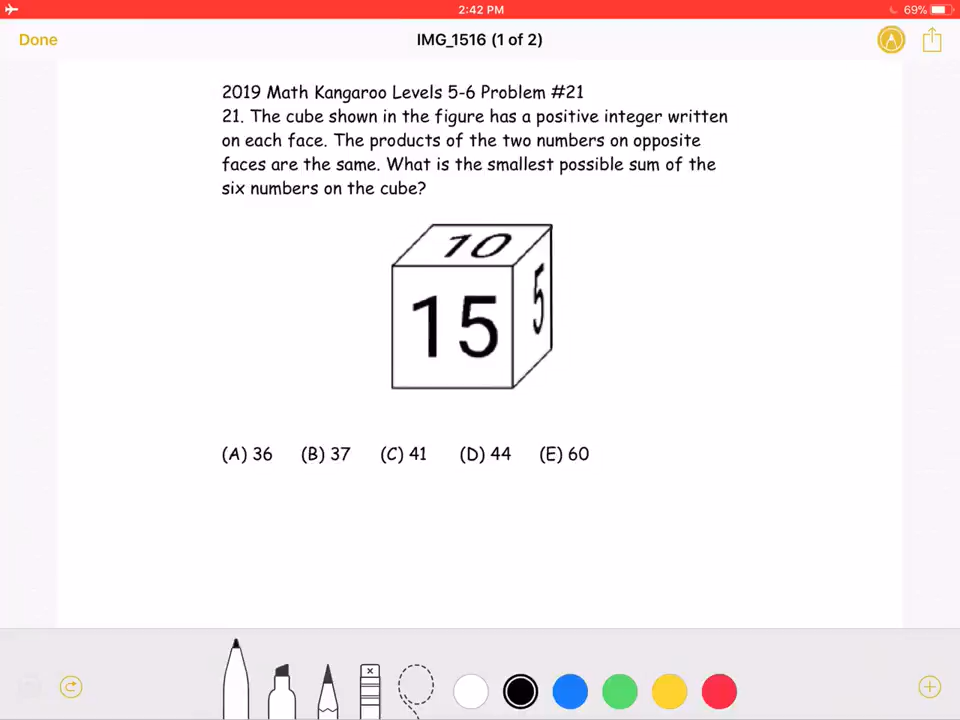 2:42 PM
69%
Done
IMG_1516 (1 of 2)
2019 Math Kangaroo Levels 5-6 Problem #21
21. The cube shown in the figure has a positive integer written
on each face. The products of the two numbers on opposite
faces are the same. What is the smallest possible sum of the
six numbers on the cube?
10
15
5
(A) 36 (B) 37 (C) 41 (D) 44 (E) 60